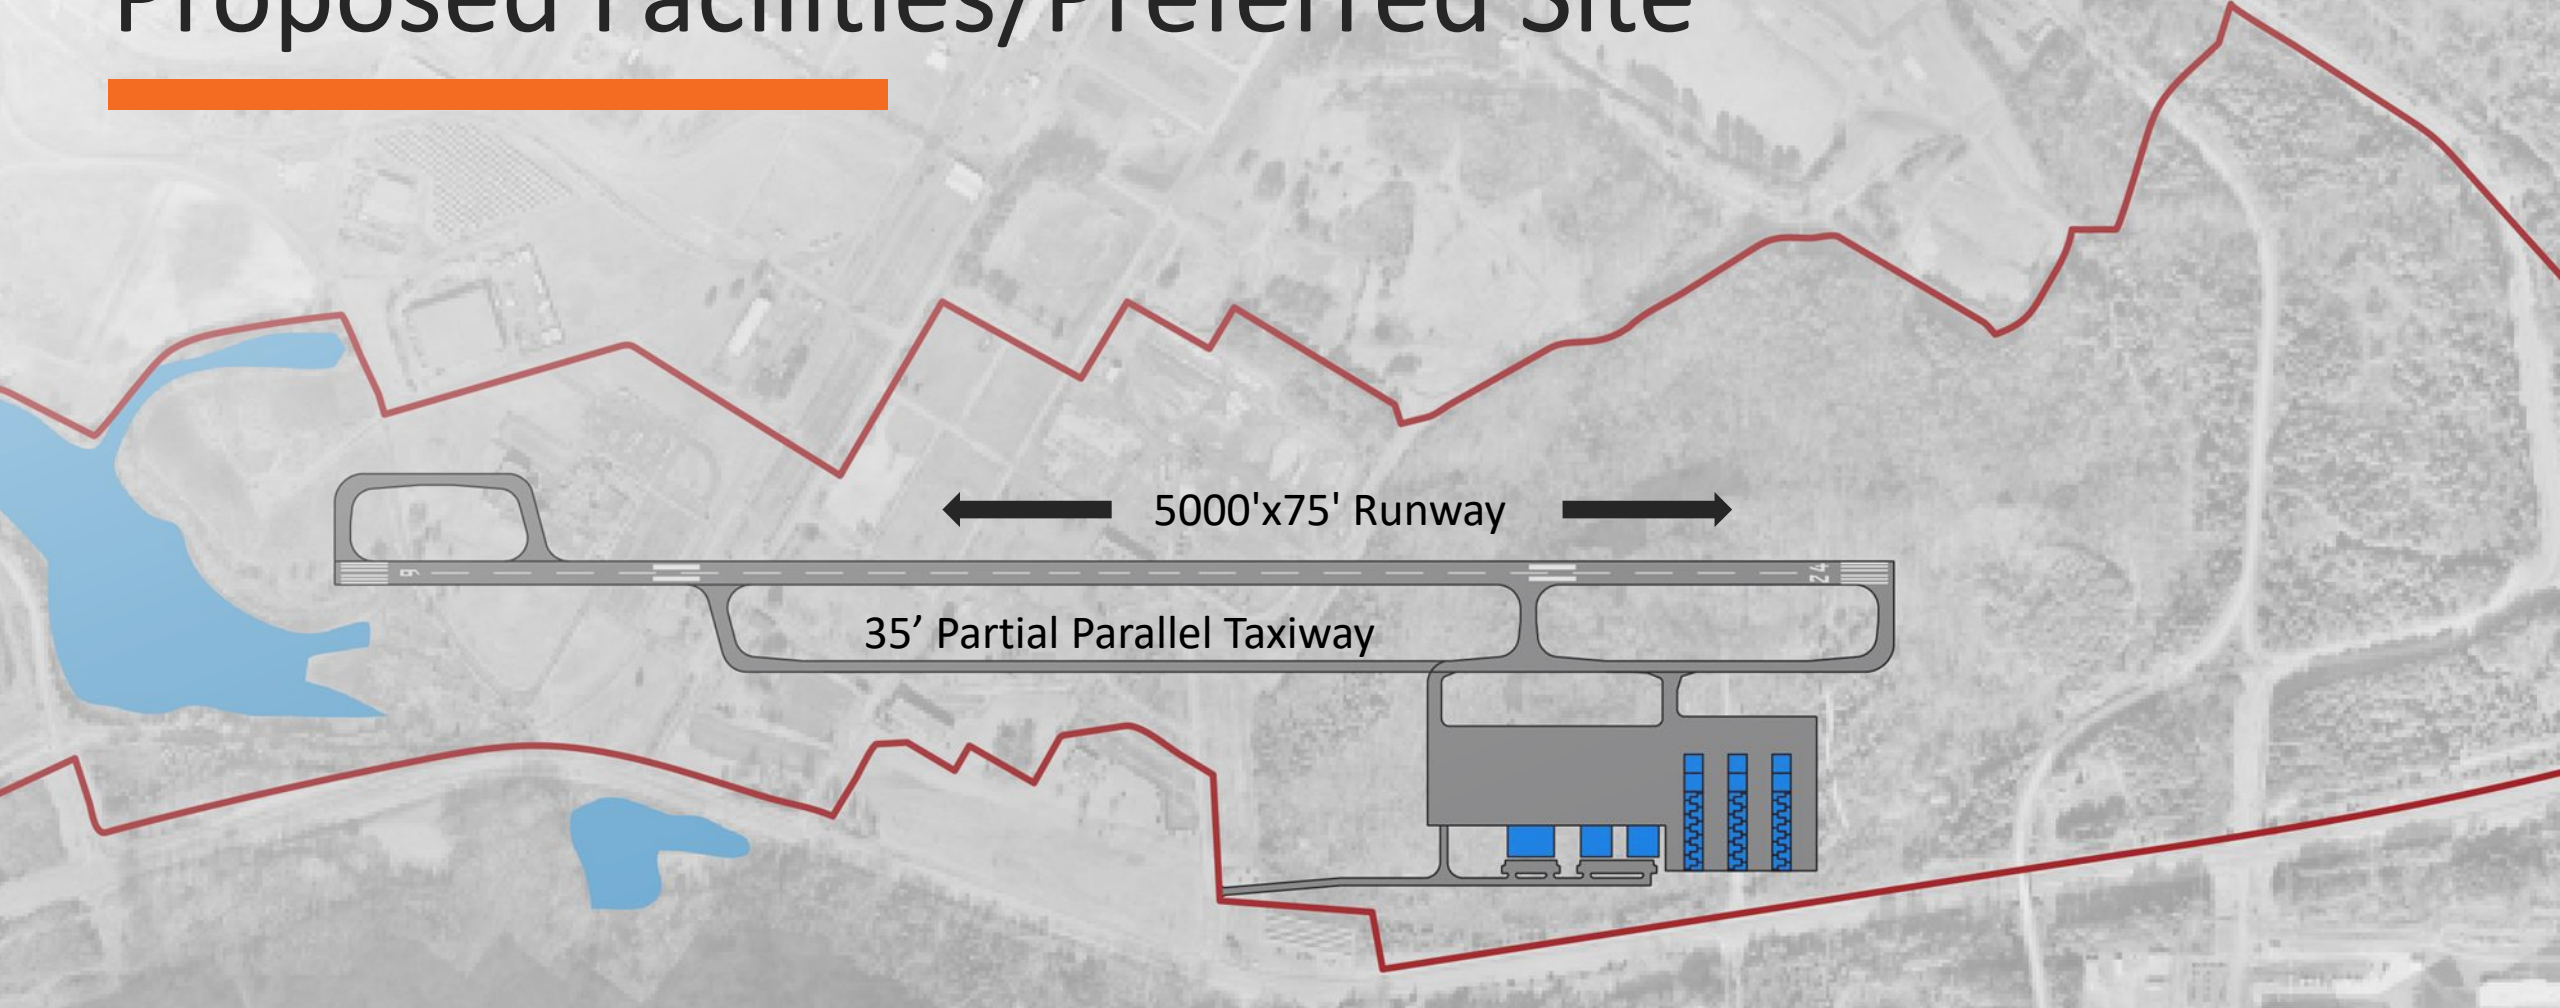 Proposed Facilities/Preferred Site
5000'x75' Runway
6
24
35’ Partial Parallel Taxiway